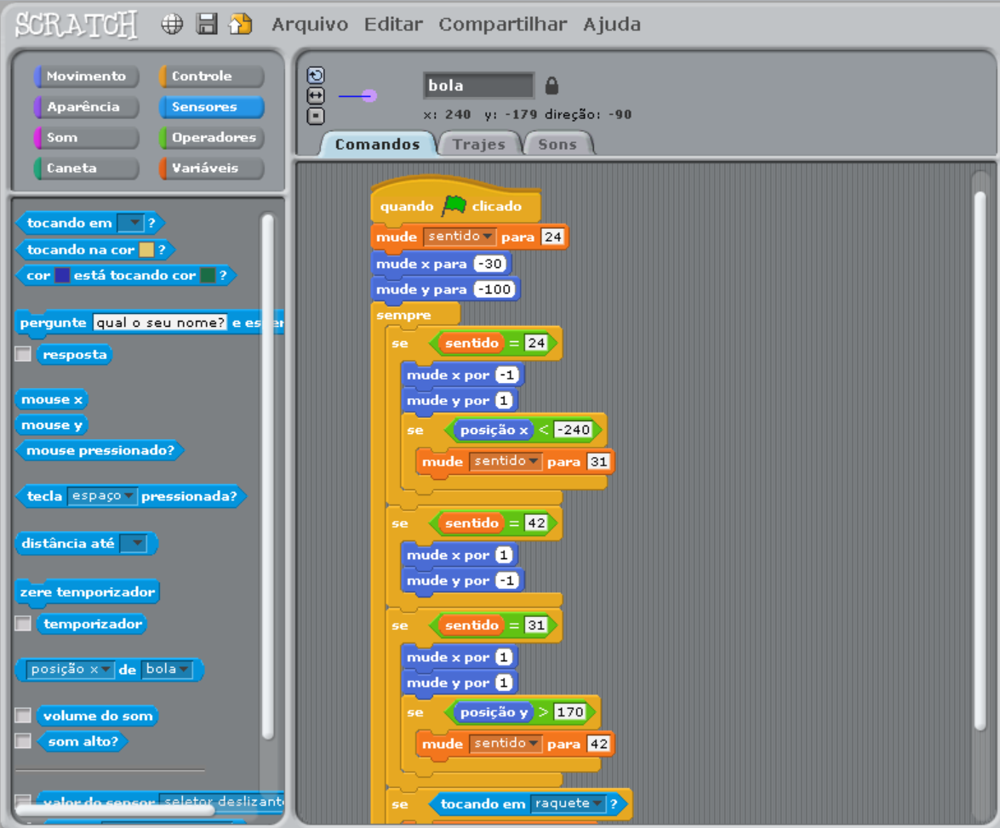 SCRATCH Arquivo Editar Compartilhar Ajuda
Movimento Controle
Aparência Sensores
Som Operadores
Caneta Variáveis
tocando em ?
tocando na cor ?
cor está tocando cor ?
pergunte qual o seu nome? e esper
resposta
mouse x
mouse y
mouse pressionado?
tecla espaço pressionada?
distância até
zere temporizador
temporizador
posição x de bola
volume do som
som alto?
valor do sensor seletor deslizant
bola
x: 240 y: -179 direção: -90
Comandos Trajes Sons
quando clicado
mude sentido para 24
mude x para -30
mude y para -100
sempre
se sentido = 24
mude x por -1
mude y por 1
se posição x < -240
mude sentido para 31
se sentido = 42
mude x por 1
mude y por -1
se sentido = 31
mude x por 1
mude y por 1
se posição y > 170
mude sentido para 42
se tocando em raquete ?